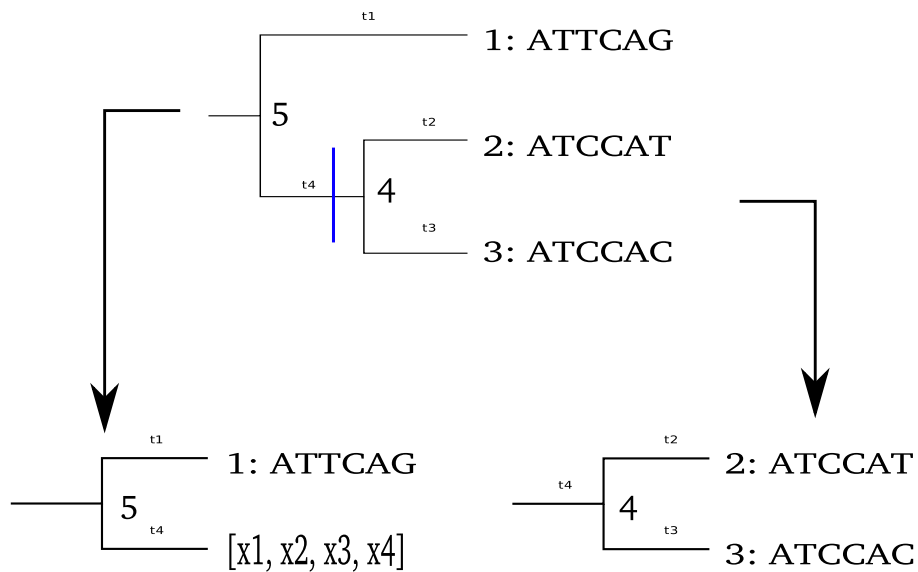 t1
1: ATTCAG
5
t2
2: ATCCAT
t4
4
t3
3: ATCCAC
t1
1: ATTCAG
5
t4
[x1, x2, x3, x4]
t2
2: ATCCAT
t4
4
t3
3: ATCCAC